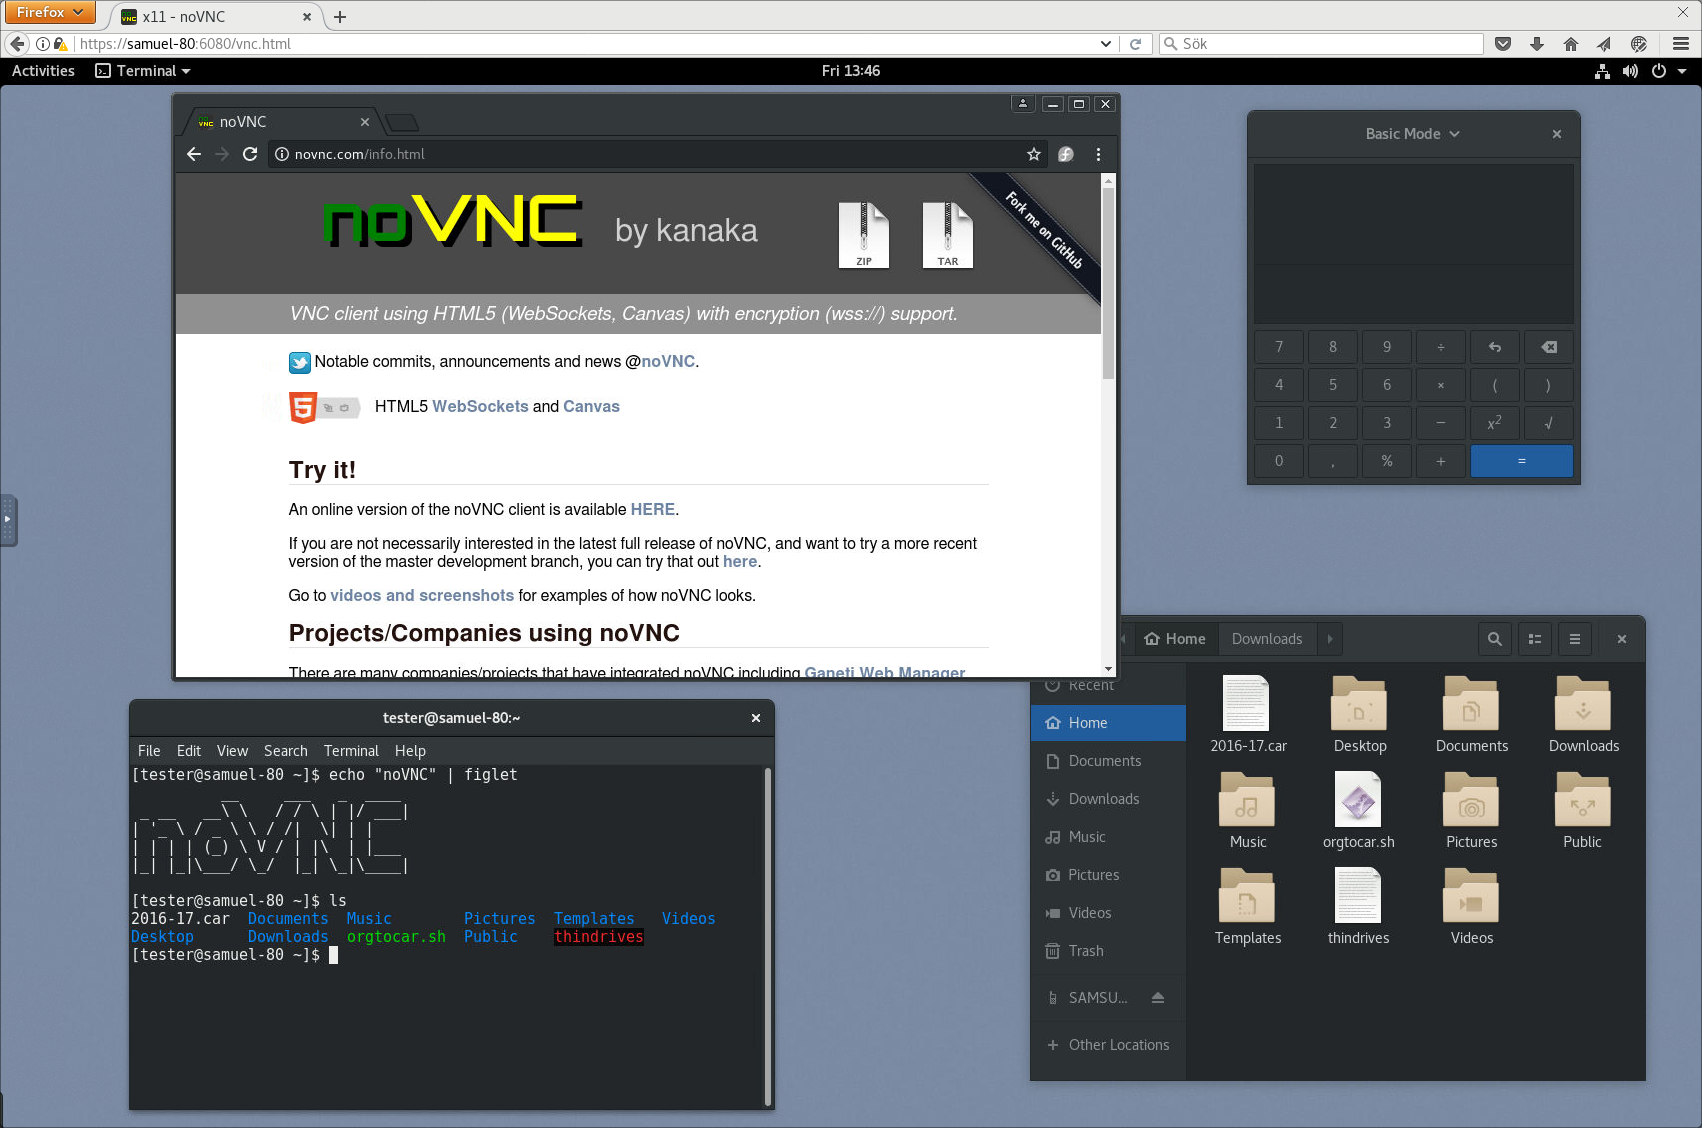 Firefox
x11 - noVNC
https://samuel-80:6080/vnc.html
Sök
Activities
Terminal
Fri 13:46
noVNC
novnc.com/info.html
noVNC by kanaka
ZIP
TAR
Fork me on GitHub
VNC client using HTML5 (WebSockets, Canvas) with encryption (wss://) support.
Notable commits, announcements and news @noVNC.
5
HTML5 WebSockets and Canvas
Try it!
An online version of the noVNC client is available HERE.
If you are not necessarily interested in the latest full release of noVNC, and want to try a more recent
version of the master development branch, you can try that out here.
Go to videos and screenshots for examples of how noVNC looks.
Projects/Companies using noVNC
There are many companies/projects that have integrated noVNC including Ganeti Web Manager
Basic Mode
7 8 9 ÷
4 5 6 × ( )
1 2 3 − x² √
0 , % + =
tester@samuel-80:~
File Edit View Search Terminal Help
[tester@samuel-80 ~]$ echo "noVNC" | figlet
noVNC
[tester@samuel-80 ~]$ ls
2016-17.car Documents Music Pictures Templates Videos
Desktop Downloads orgtocar.sh Public thindrives
[tester@samuel-80 ~]$
Home
Downloads
Recent
Home
Documents
Downloads
Music
Pictures
Videos
Trash
SAMSU...
Other Locations
2016-17.car
Desktop
Documents
Downloads
Music
orgtocar.sh
Pictures
Public
Templates
thindrives
Videos